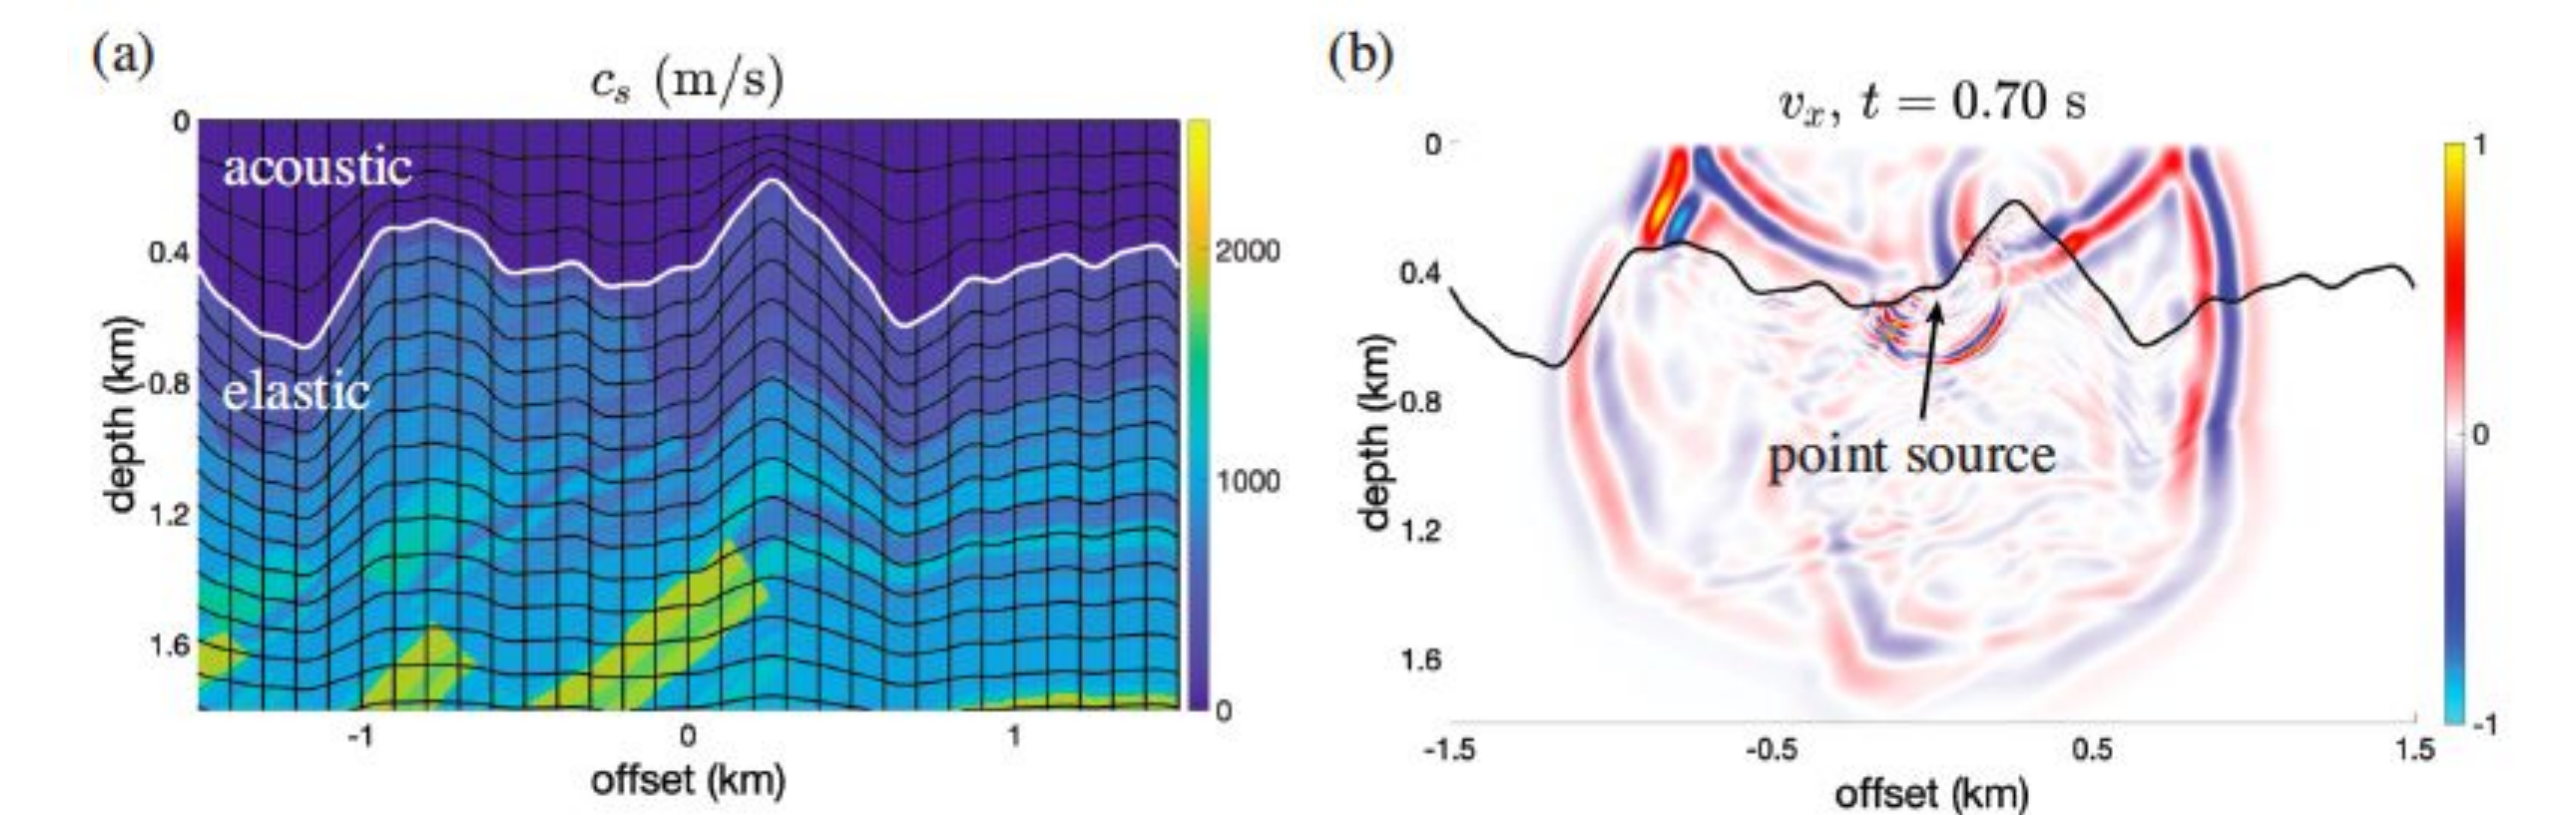 (a)
c_s (m/s)
acoustic
elastic
depth (km)
0
0.4
0.8
1.2
1.6
-1
0
1
offset (km)
2000
1000
0
(b)
v_x, t = 0.70 s
point source
depth (km)
0
0.4
0.8
1.2
1.6
-1.5
-0.5
0.5
1.5
offset (km)
1
0
-1